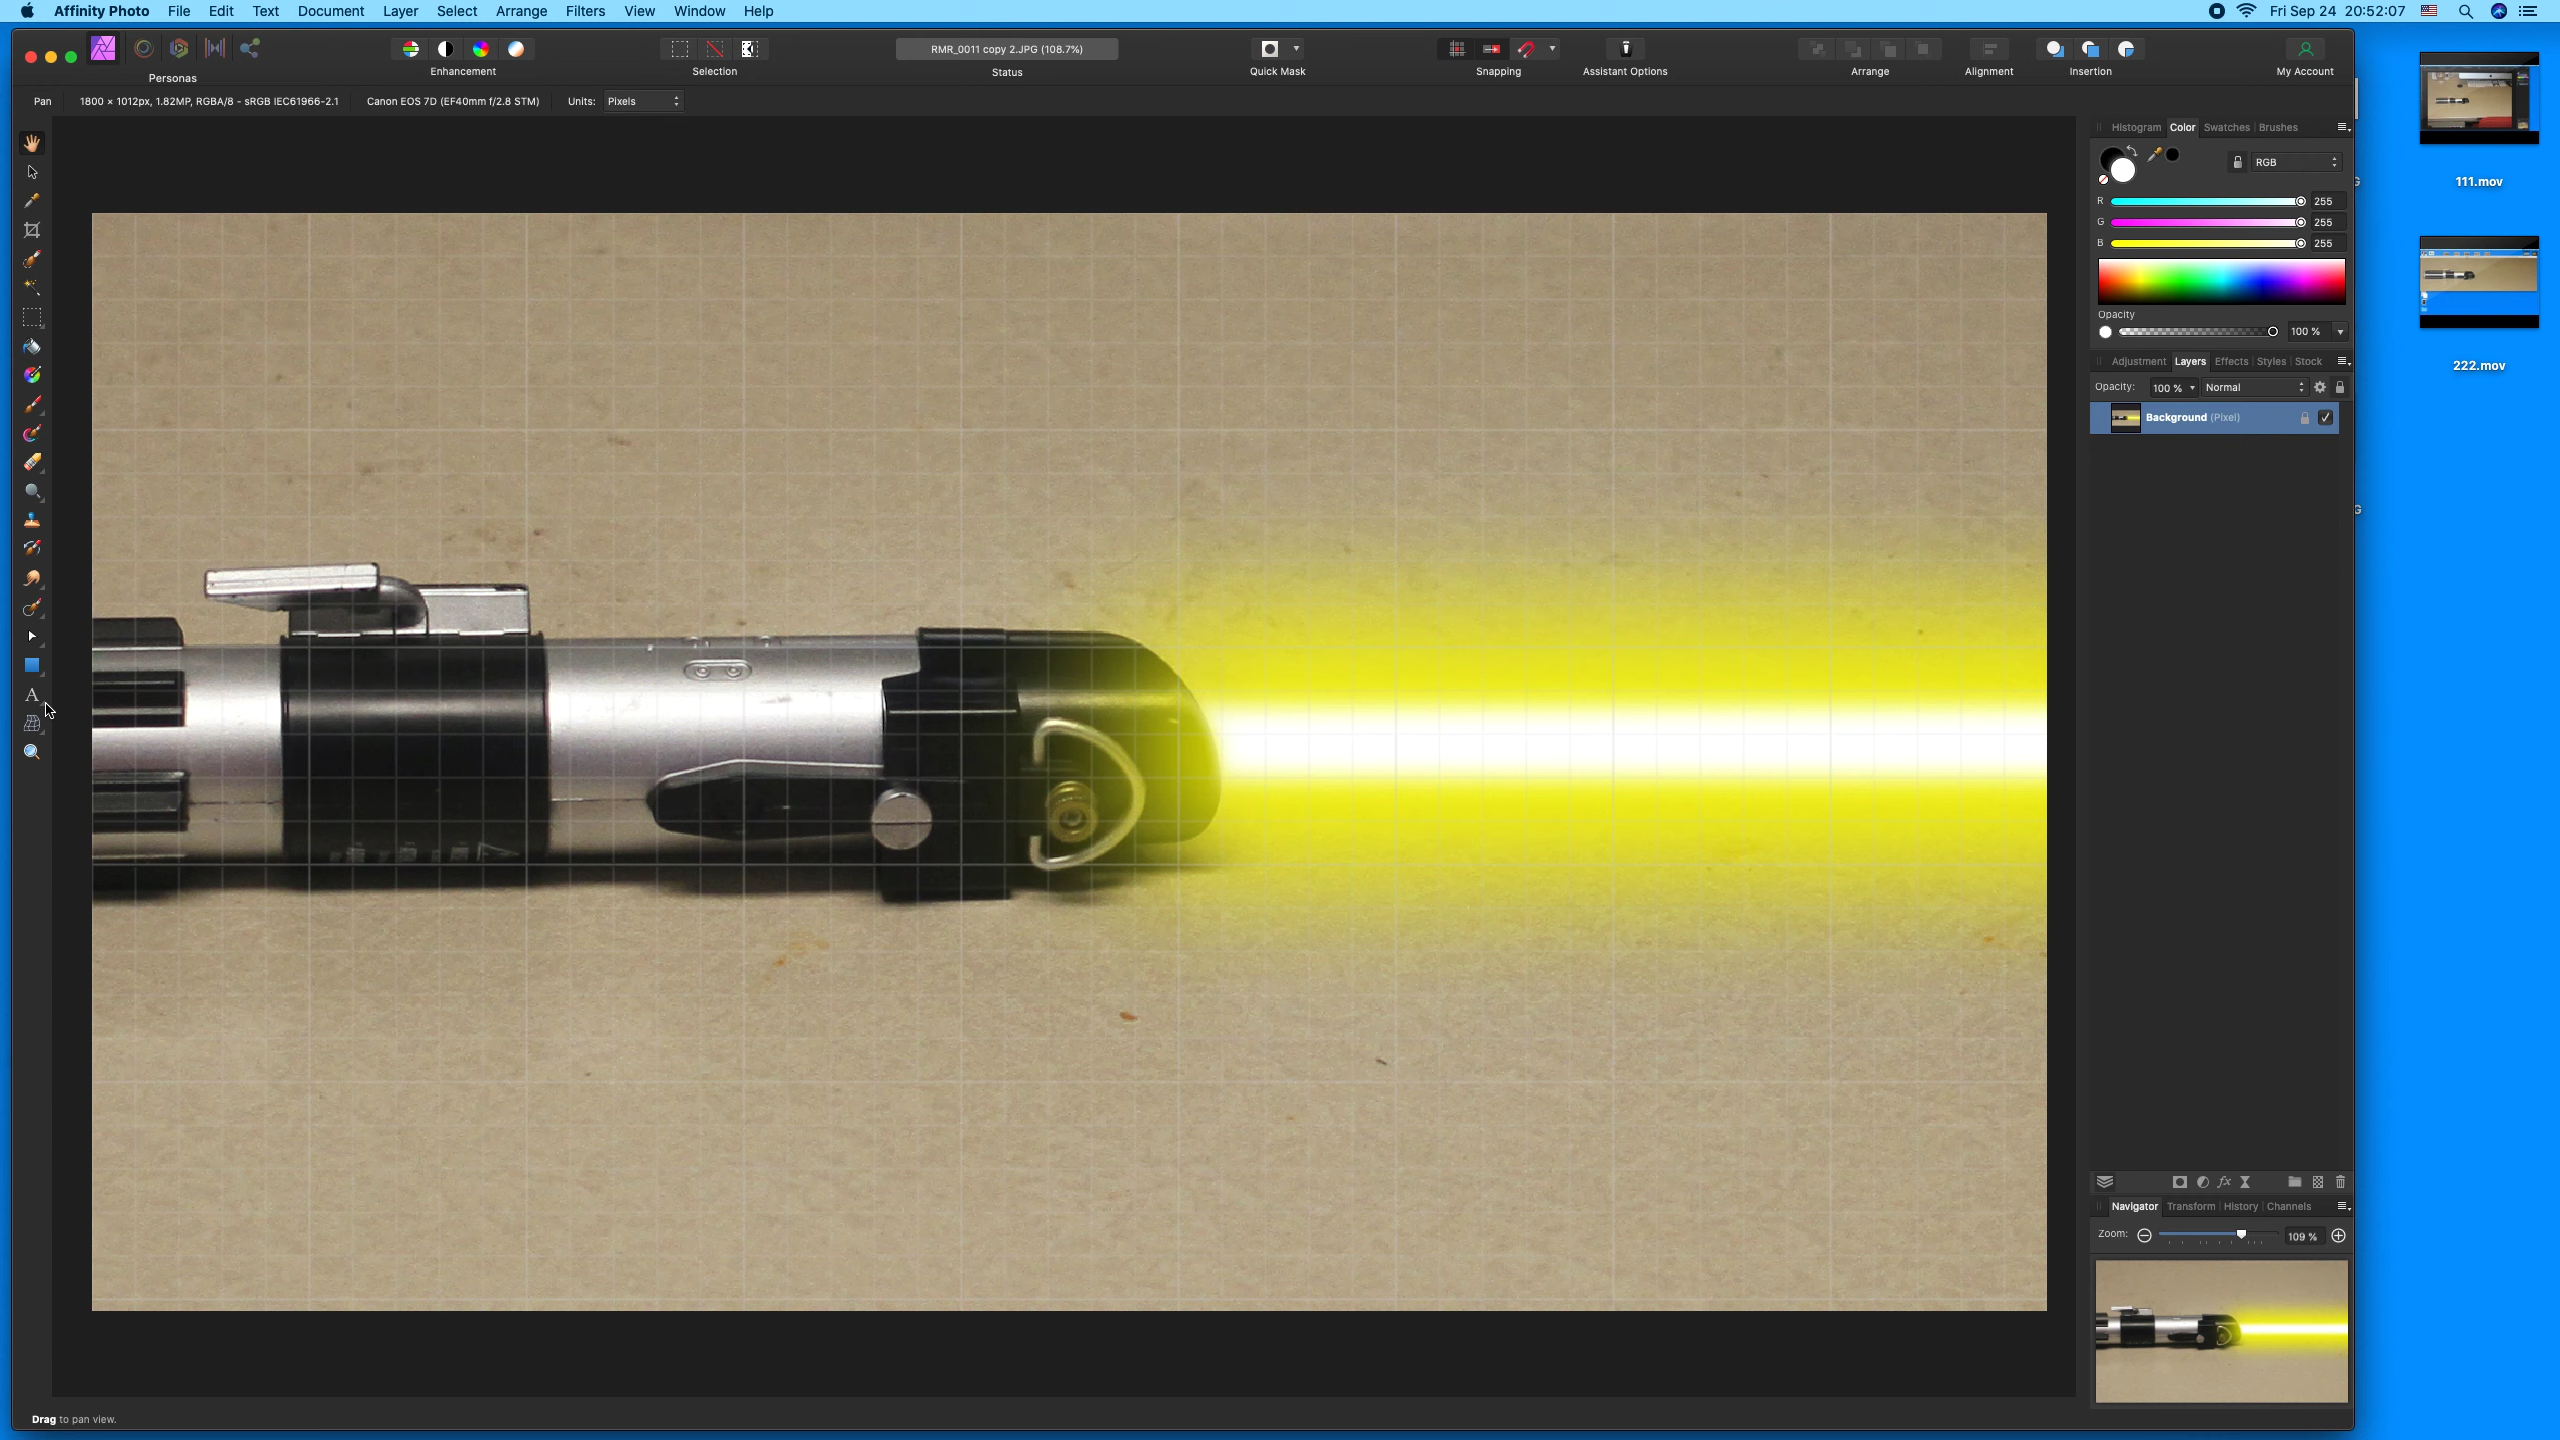 Affinity Photo File Edit Text Document Layer Select Arrange Filters View Window Help Fri Sep 24 20:52:07
RMR_0011 copy 2.JPG (108.7%)
Personas Enhancement Selection Status Quick Mask Snapping Assistant Options Arrange Alignment Insertion My Account
Pan 1800 × 1012px, 1.82MP, RGBA/8 - sRGB IEC61966-2.1 Canon EOS 7D (EF40mm f/2.8 STM) Units: Pixels
Histogram Color Swatches Brushes
RGB
R 255
G 255
B 255
Opacity
100 %
Adjustment Layers Effects Styles Stock
Opacity: 100 % Normal
Background (Pixel)
fx
Navigator Transform History Channels
Zoom: 109 %
A
Drag to pan view.
111.mov
222.mov
G
G